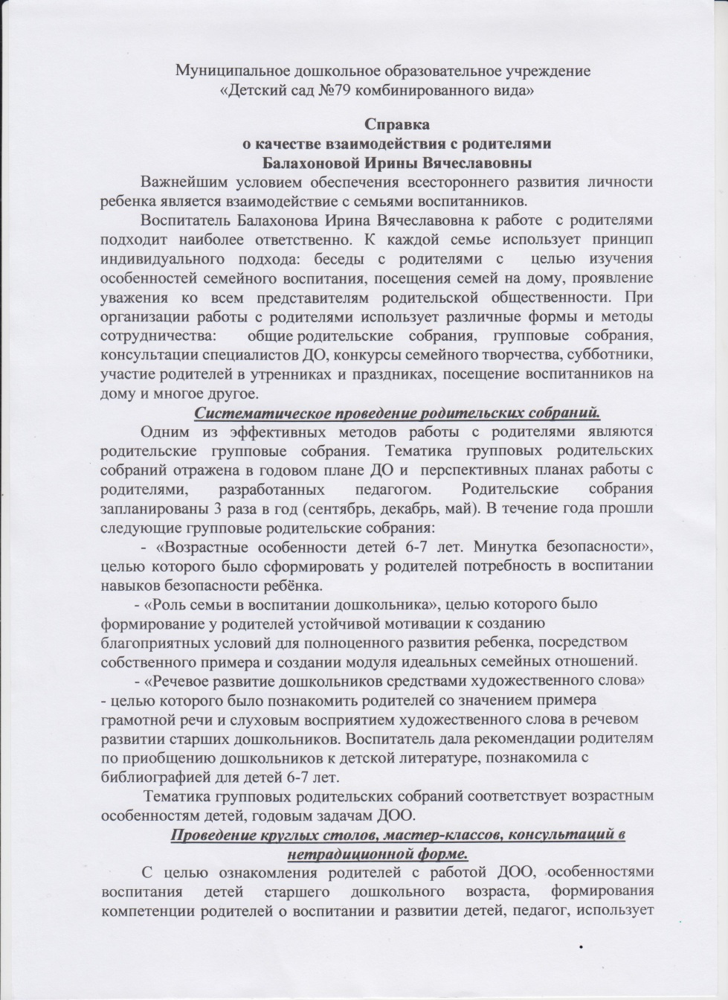 Муниципальное дошкольное образовательное учреждение
«Детский сад №79 комбинированного вида»
Справка
о качестве взаимодействия с родителями
Балахоновой Ирины Вячеславовны
Важнейшим условием обеспечения всестороннего развития личности
ребенка является взаимодействие с семьями воспитанников.
Воспитатель Балахонова Ирина Вячеславовна к работе с родителями
подходит наиболее ответственно. К каждой семье использует принцип
индивидуального подхода: беседы с родителями с целью изучения
особенностей семейного воспитания, посещения семей на дому, проявление
уважения ко всем представителям родительской общественности. При
организации работы с родителями использует различные формы и методы
сотрудничества: общие родительские собрания, групповые собрания,
консультации специалистов ДО, конкурсы семейного творчества, субботники,
участие родителей в утренниках и праздниках, посещение воспитанников на
дому и многое другое.
Систематическое проведение родительских собраний.
Одним из эффективных методов работы с родителями являются
родительские групповые собрания. Тематика групповых родительских
собраний отражена в годовом плане ДО и перспективных планах работы с
родителями, разработанных педагогом. Родительские собрания
запланированы 3 раза в год (сентябрь, декабрь, май). В течение года прошли
следующие групповые родительские собрания:
- «Возрастные особенности детей 6-7 лет. Минутка безопасности»,
целью которого было сформировать у родителей потребность в воспитании
навыков безопасности ребёнка.
- «Роль семьи в воспитании дошкольника», целью которого было
формирование у родителей устойчивой мотивации к созданию
благоприятных условий для полноценного развития ребенка, посредством
собственного примера и создании модуля идеальных семейных отношений.
- «Речевое развитие дошкольников средствами художественного слова»
- целью которого было познакомить родителей со значением примера
грамотной речи и слуховым восприятием художественного слова в речевом
развитии старших дошкольников. Воспитатель дала рекомендации родителям
по приобщению дошкольников к детской литературе, познакомила с
библиографией для детей 6-7 лет.
Тематика групповых родительских собраний соответствует возрастным
особенностям детей, годовым задачам ДОО.
Проведение круглых столов, мастер-классов, консультаций в
нетрадиционной форме.
С целью ознакомления родителей с работой ДОО, особенностями
воспитания детей старшего дошкольного возраста, формирования
компетенции родителей о воспитании и развитии детей, педагог, использует